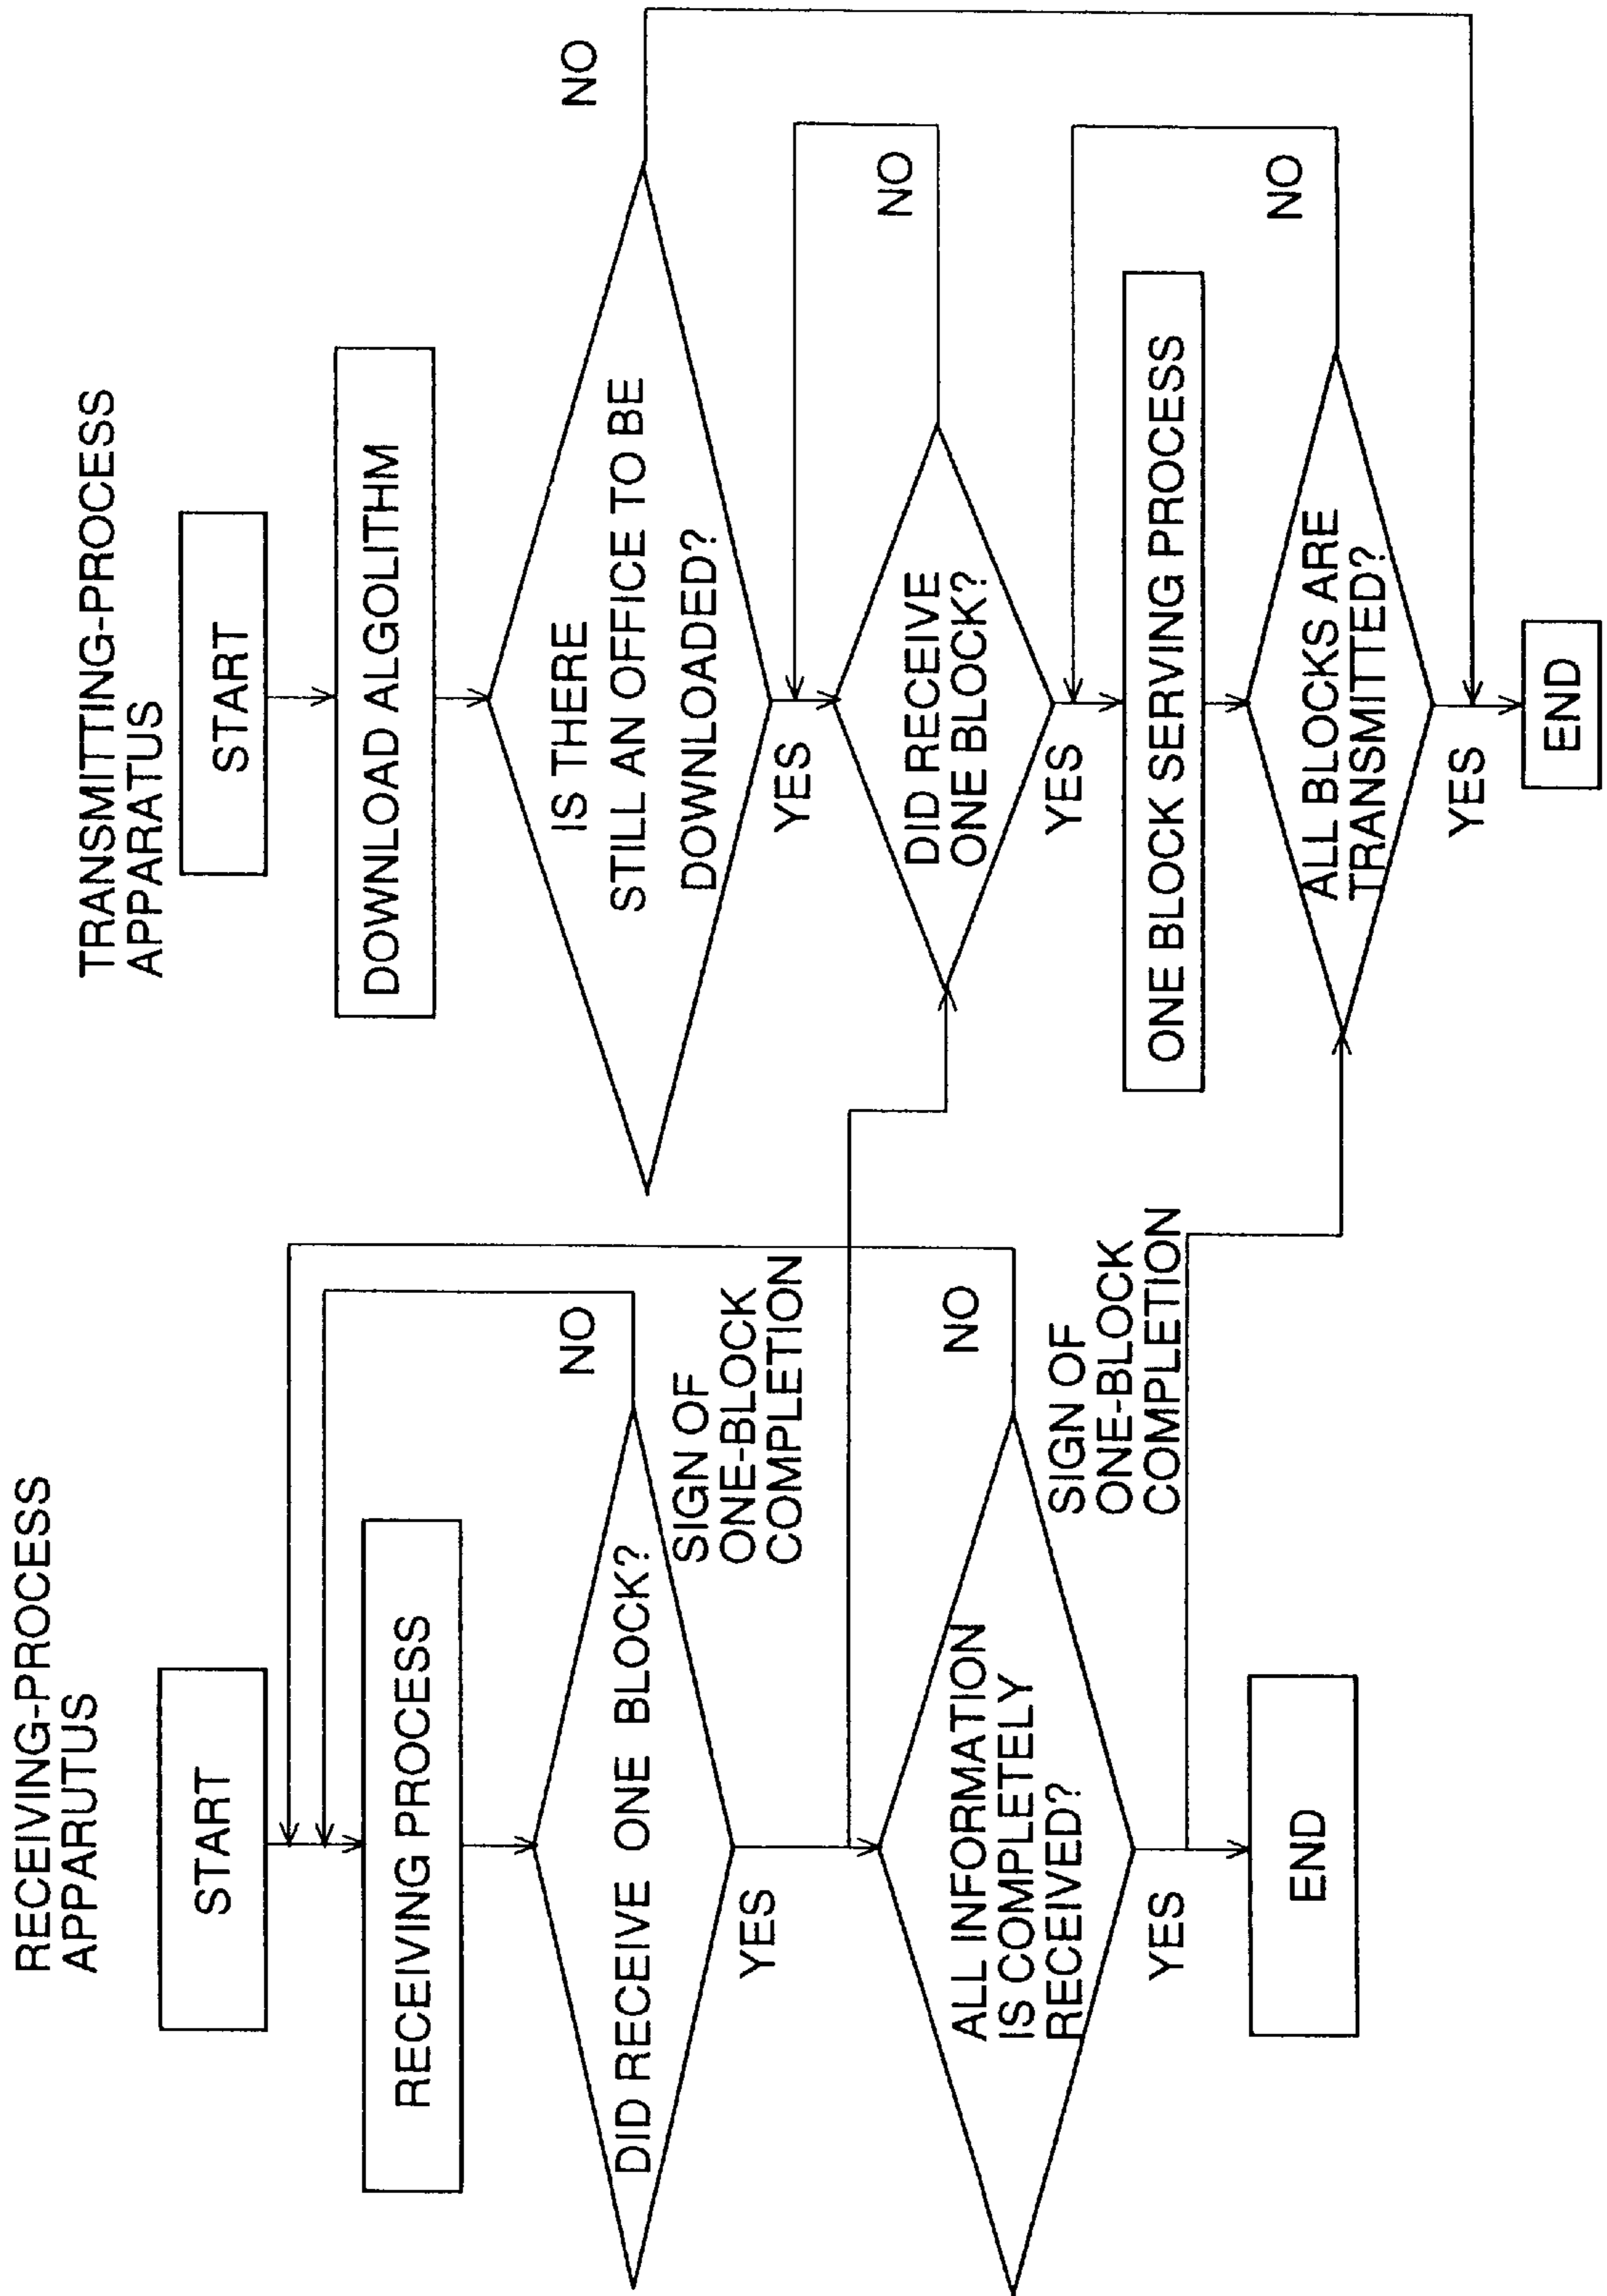 RECEIVING-PROCESS
APPARUTUS
START
RECEIVING PROCESS
DID RECEIVE ONE BLOCK?
NO
YES
SIGN OF
ONE-BLOCK
COMPLETION
ALL INFORMATION
IS COMPLETELY
RECEIVED?
NO
YES
SIGN OF
ONE-BLOCK
COMPLETION
END
TRANSMITTING-PROCESS
APPARATUS
START
DOWNLOAD ALGOLITHM
IS THERE
STILL AN OFFICE TO BE
DOWNLOADED?
NO
YES
DID RECEIVE
ONE BLOCK?
NO
YES
ONE BLOCK SERVING PROCESS
ALL BLOCKS ARE
TRANSMITTED?
NO
YES
END